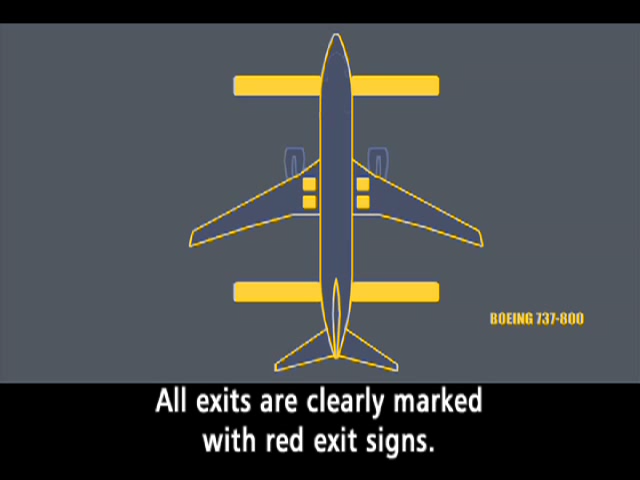 BOEING 737-800
All exits are clearly marked
with red exit signs.